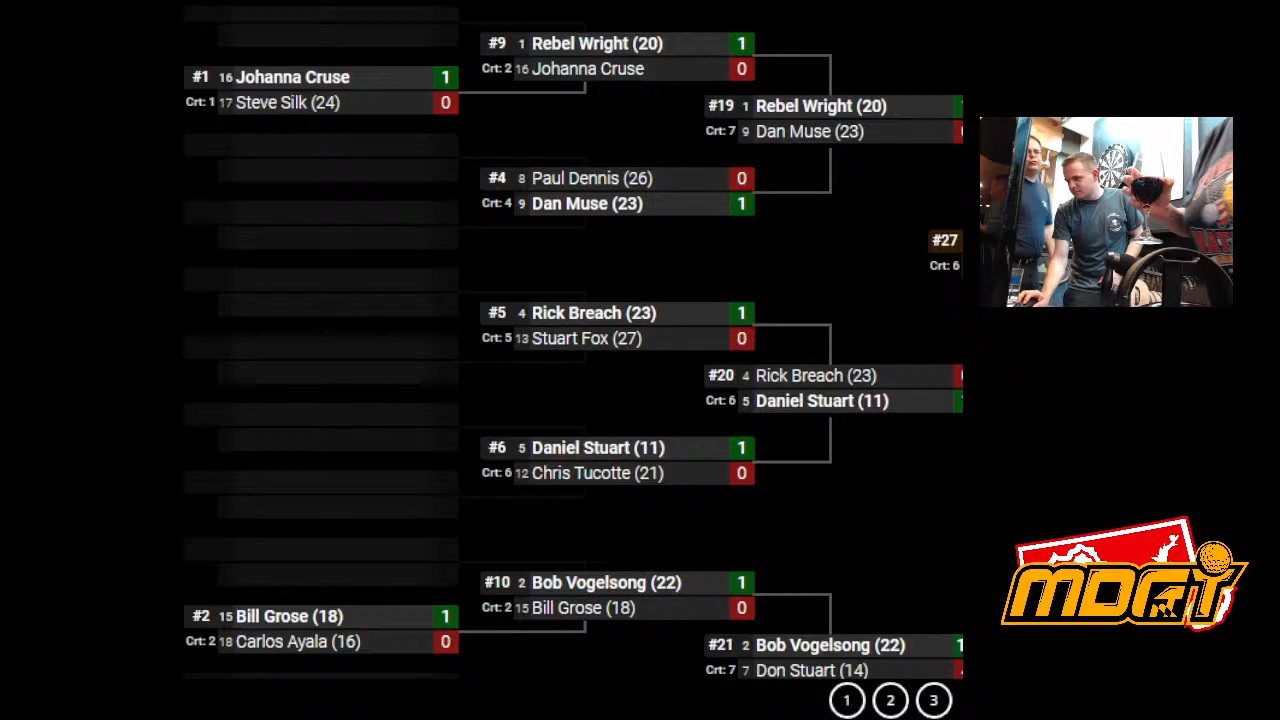 #9 1 Rebel Wright (20) 1
Crt: 2 16 Johanna Cruse 0
#1 16 Johanna Cruse 1
Crt: 1 17 Steve Silk (24) 0
#19 1 Rebel Wright (20)
Crt: 7 9 Dan Muse (23)
#4 8 Paul Dennis (26) 0
Crt: 4 9 Dan Muse (23) 1
#27
Crt: 6
#5 4 Rick Breach (23) 1
Crt: 5 13 Stuart Fox (27) 0
#20 4 Rick Breach (23)
Crt: 6 5 Daniel Stuart (11)
#6 5 Daniel Stuart (11) 1
Crt: 6 12 Chris Tucotte (21) 0
#10 2 Bob Vogelsong (22) 1
Crt: 2 15 Bill Grose (18) 0
#2 15 Bill Grose (18) 1
Crt: 2 18 Carlos Ayala (16) 0
#21 2 Bob Vogelsong (22) 1
Crt: 7 7 Don Stuart (14)
1 2 3
MDGT